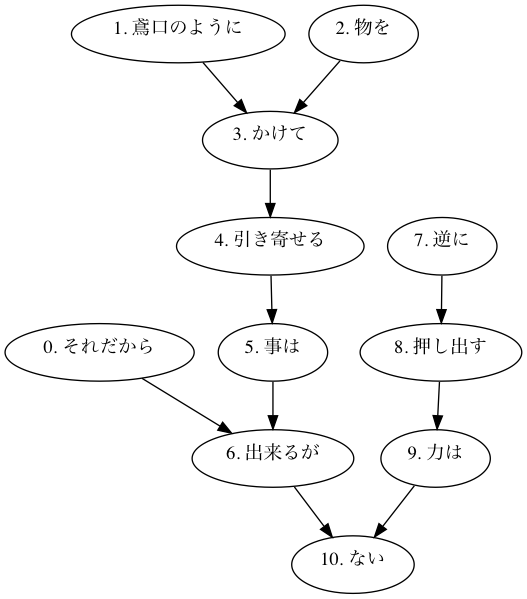 1. 鳶口のように
2. 物を
3. かけて
4. 引き寄せる
7. 逆に
0. それだから
5. 事は
8. 押し出す
6. 出来るが
9. 力は
10. ない